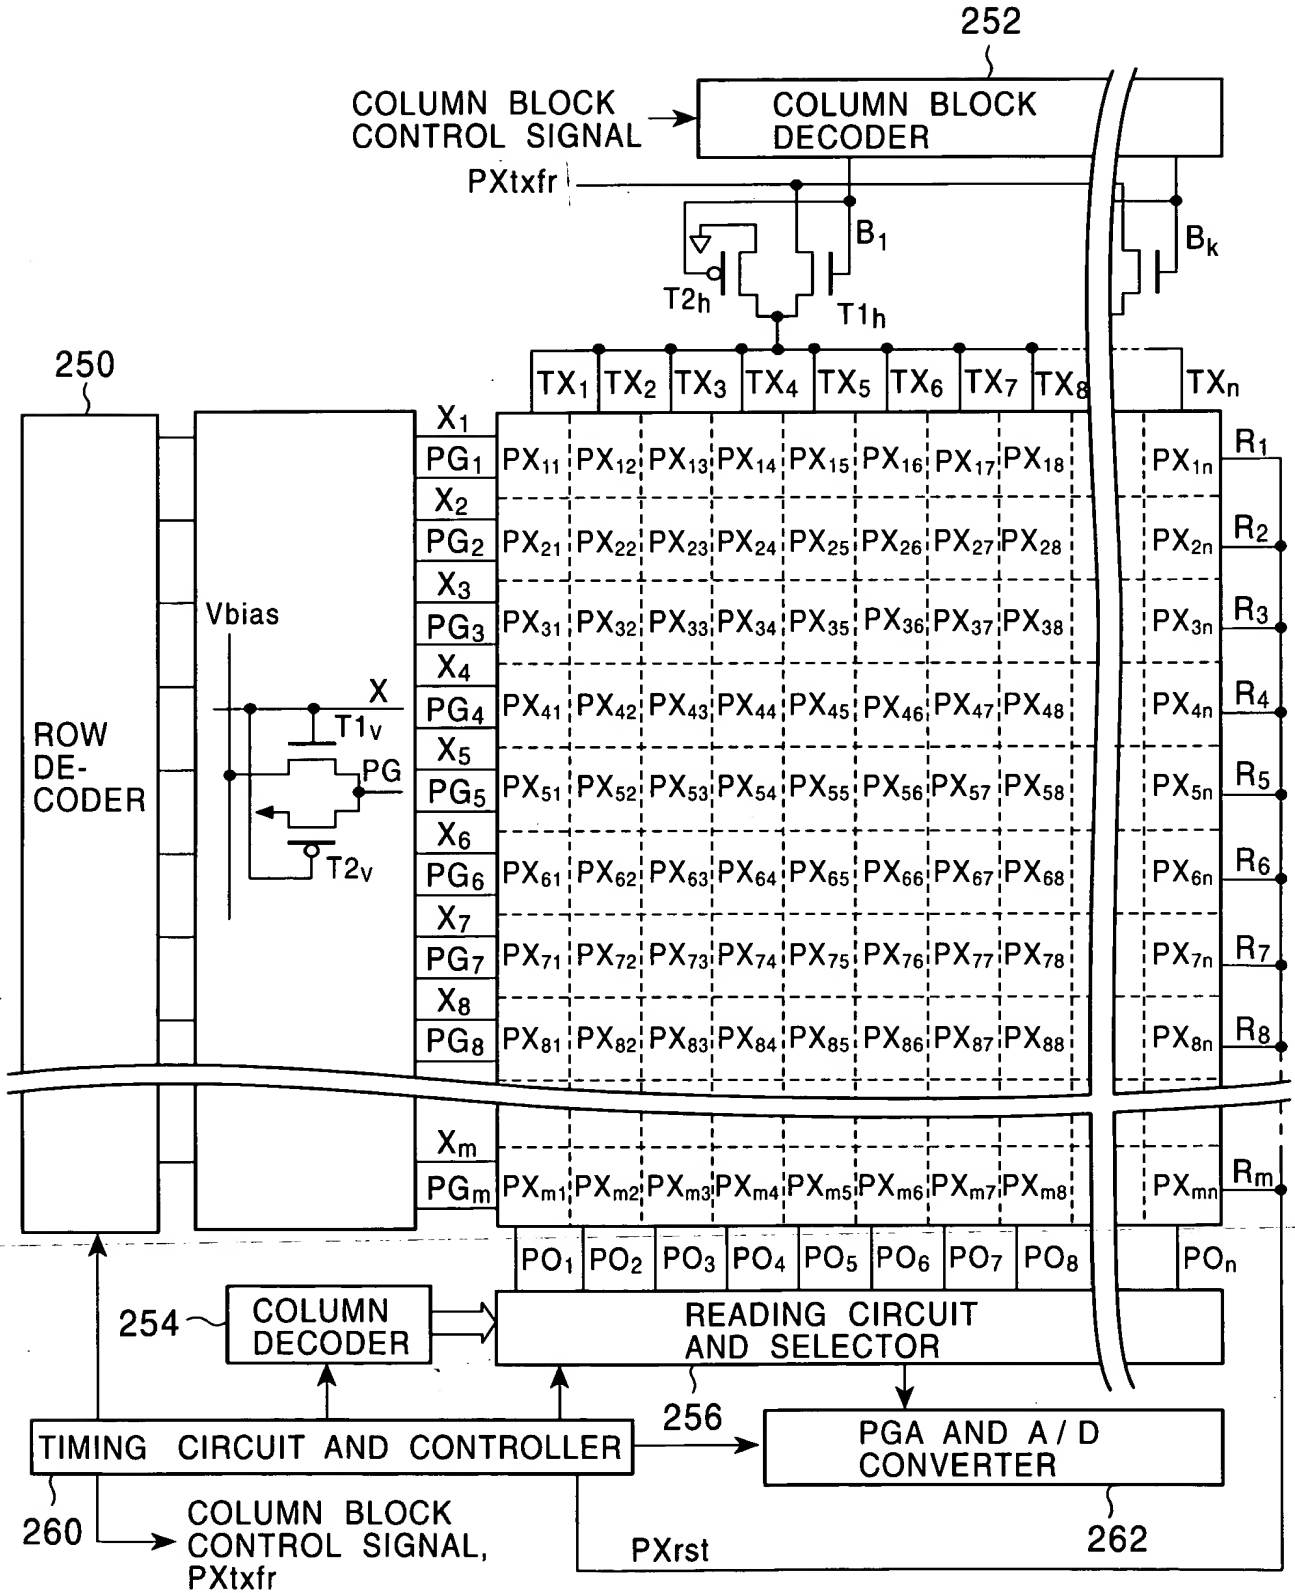 252
COLUMN BLOCK
CONTROL SIGNAL
COLUMN BLOCK
DECODER
PXtxfr
B1
Bk
T2h
T1h
250
TX1 TX2 TX3 TX4 TX5 TX6 TX7 TX8 TXn
X1
PG1 PX11 PX12 PX13 PX14 PX15 PX16 PX17 PX18 PX1n R1
X2
PG2 PX21 PX22 PX23 PX24 PX25 PX26 PX27 PX28 PX2n R2
X3
Vbias
PG3 PX31 PX32 PX33 PX34 PX35 PX36 PX37 PX38 PX3n R3
X4
X
PG4 PX41 PX42 PX43 PX44 PX45 PX46 PX47 PX48 PX4n R4
T1v
ROW
DE-
CODER
X5
PG
PG5 PX51 PX52 PX53 PX54 PX55 PX56 PX57 PX58 PX5n R5
X6
T2v
PG6 PX61 PX62 PX63 PX64 PX65 PX66 PX67 PX68 PX6n R6
X7
PG7 PX71 PX72 PX73 PX74 PX75 PX76 PX77 PX78 PX7n R7
X8
PG8 PX81 PX82 PX83 PX84 PX85 PX86 PX87 PX88 PX8n R8
Xm
PGm PXm1 PXm2 PXm3 PXm4 PXm5 PXm6 PXm7 PXm8 PXmn Rm
PO1 PO2 PO3 PO4 PO5 PO6 PO7 PO8 POn
254
COLUMN
DECODER
READING CIRCUIT
AND SELECTOR
256
TIMING CIRCUIT AND CONTROLLER
PGA AND A/D
CONVERTER
260
COLUMN BLOCK
CONTROL SIGNAL,
PXtxfr
PXrst
262